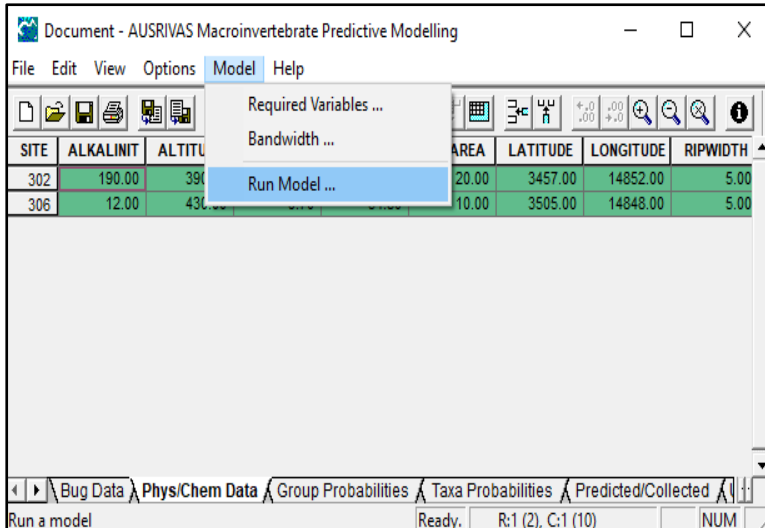 Document - AUSRIVAS Macroinvertebrate Predictive Modelling
File Edit View Options Model Help
Required Variables ...
Bandwidth ...
Run Model ...
SITE ALKALINIT ALTITU AREA LATITUDE LONGITUDE RIPWIDTH
302 190.00 390 20.00 3457.00 14852.00 5.00
306 12.00 10.00 3505.00 14848.00 5.00
Bug Data Phys/Chem Data Group Probabilities Taxa Probabilities Predicted/Collected
Run a model Ready. R:1 (2), C:1 (10) NUM